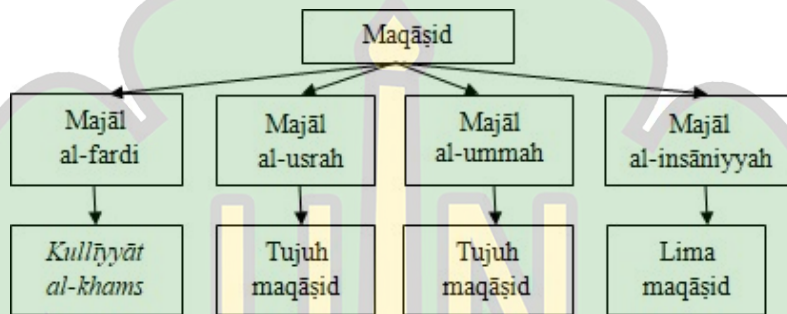 Maqāṣid
Majāl
al-fardi
Majāl
al-usrah
Majāl
al-ummah
Majāl
al-insāniyyah
Kullīyyāt
al-khams
Tujuh
maqāṣid
Tujuh
maqāṣid
Lima
maqāṣid
UIN